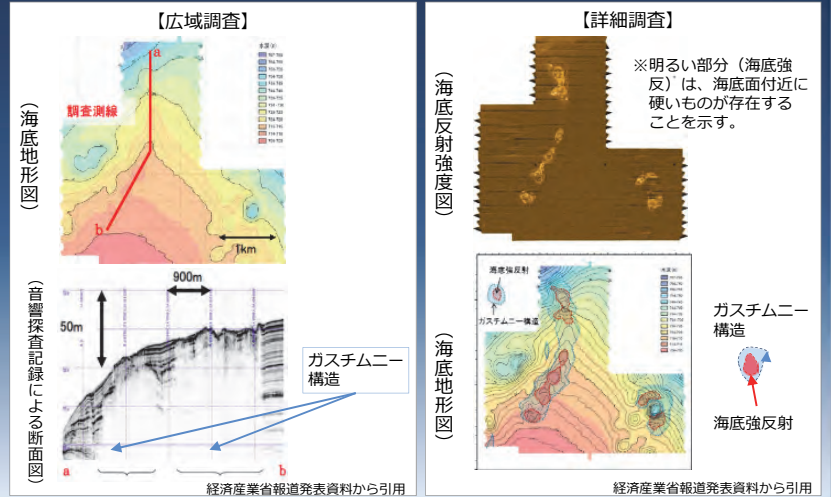 【広域調査】
(海底地形図)
a
調査測線
b
1km
(音響探査記録による断面図)
900m
50m
ガスチムニー
構造
a
b
経済産業省報道発表資料から引用
【詳細調査】
(海底反射強度図)
※明るい部分(海底強
反)は、海底面付近に
硬いものが存在する
ことを示す。
(海底地形図)
海底強反射
ガスチムニー構造
ガスチムニー
構造
海底強反射
経済産業省報道発表資料から引用